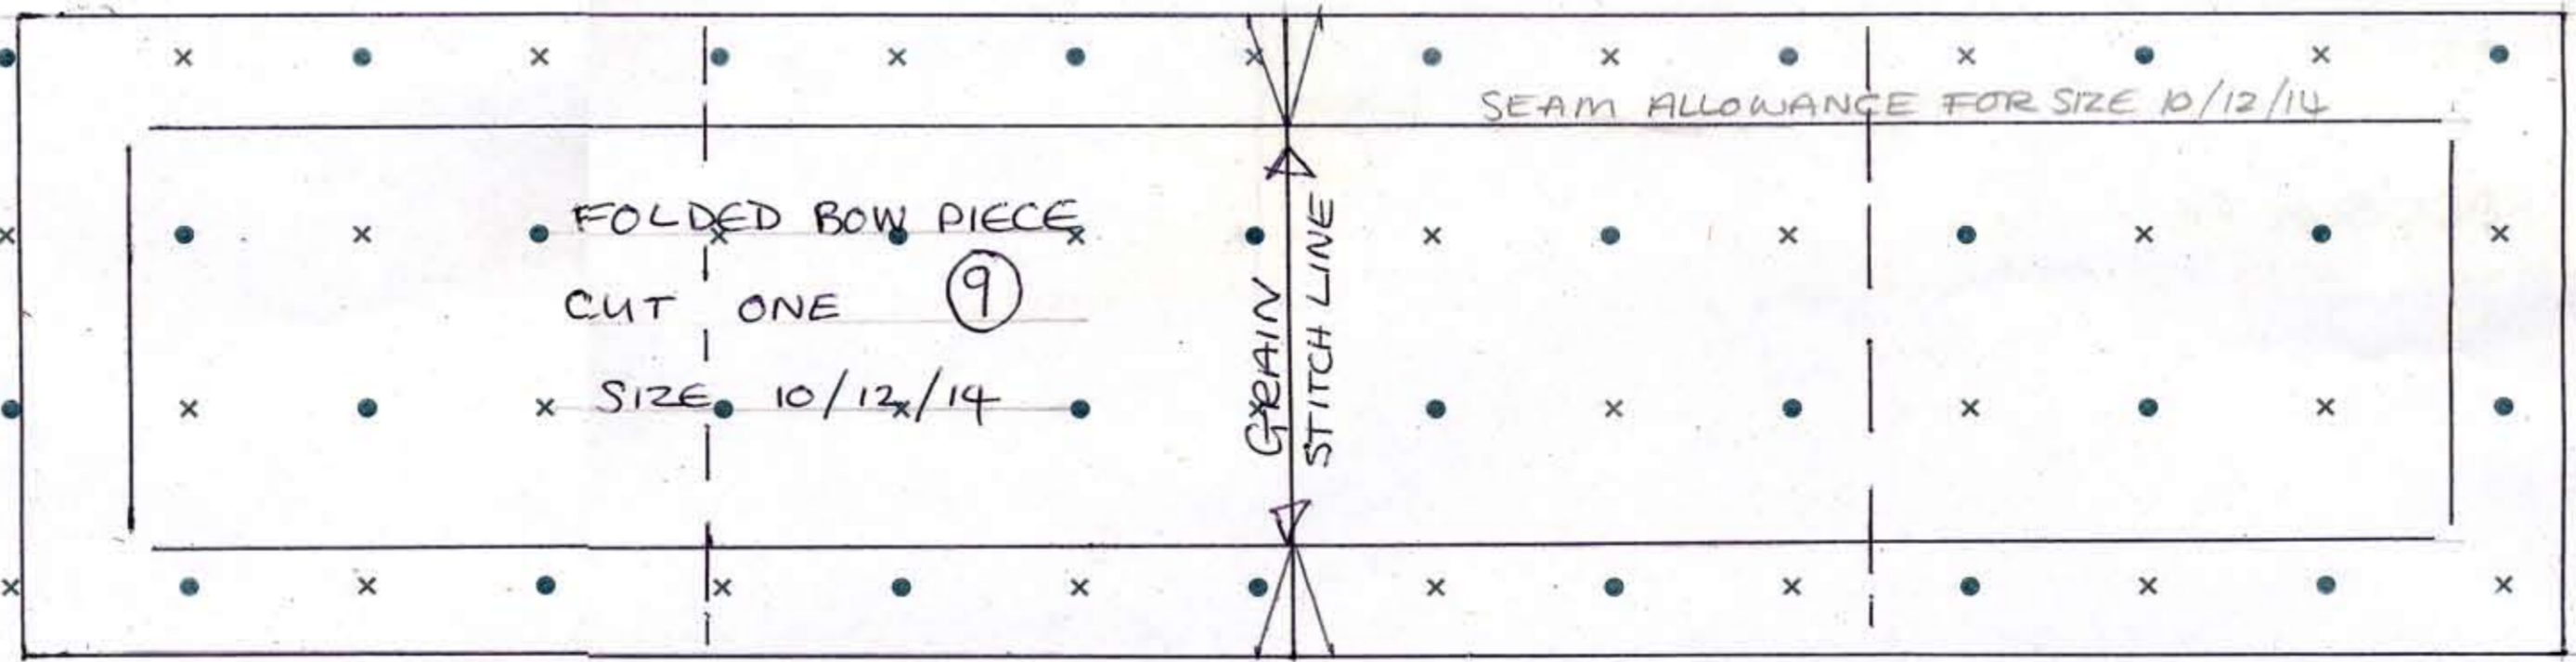 SEAM ALLOWANCE FOR SIZE 10/12/14
FOLDED BOW PIECE
CUT ONE 9
SIZE 10/12/14
GRAIN
STITCH LINE